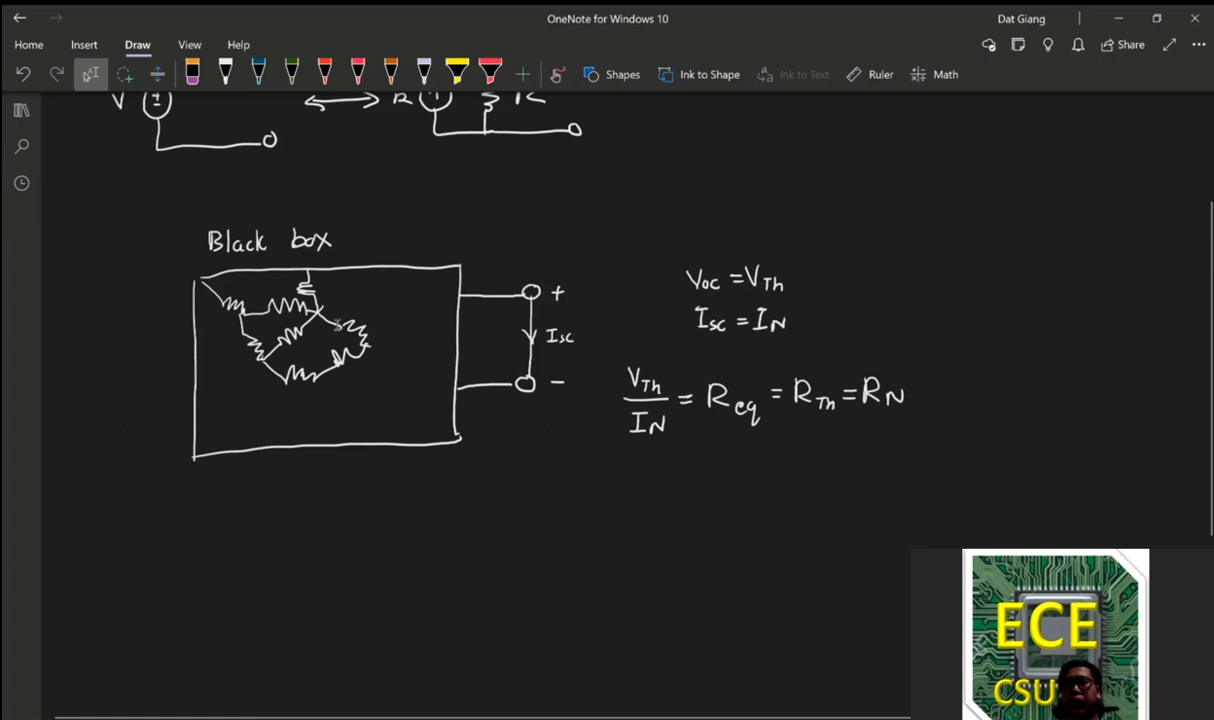 OneNote for Windows 10
Dat Giang
Home Insert Draw View Help
Share
Shapes
Ink to Shape
Ink to Text
Ruler
Math
V
Black box
+
Isc
-
Voc = VTh
Isc = IN
VTh
IN
= Req = RTh = RN
ECE
CSU